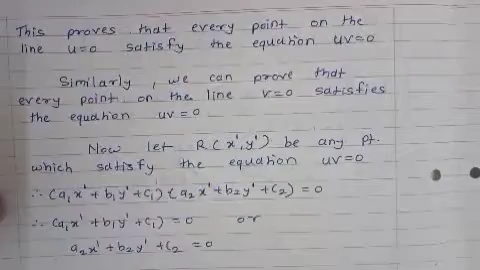 This proves that every point on the
line u=0 satisfy the equation uv=0
Similarly, we can prove that
every point on the line v=0 satisfies
the equation uv=0
Now let R(x',y') be any pt.
which satisfy the equation uv=0
∴ (a₁x' + b₁y' + c₁) (a₂x' + b₂y' + c₂) = 0
∴ (a₁x' + b₁y' + c₁) = 0 or
a₂x' + b₂y' + c₂ = 0